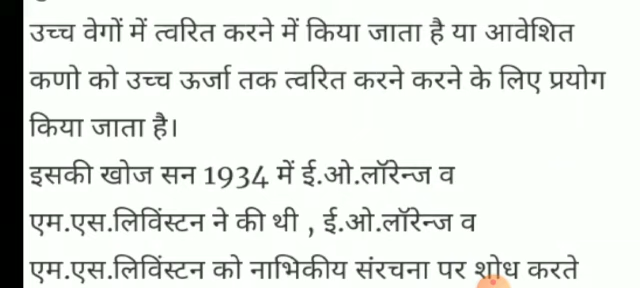 उच्च वेगों में त्वरित करने में किया जाता है या आवेशित
कणो को उच्च ऊर्जा तक त्वरित करने करने के लिए प्रयोग
किया जाता है।
इसकी खोज सन 1934 में ई.ओ.लॉरेन्ज व
एम.एस.लिविंस्टन ने की थी , ई.ओ.लॉरेन्ज व
एम.एस.लिविंस्टन को नाभिकीय संरचना पर शोध करते